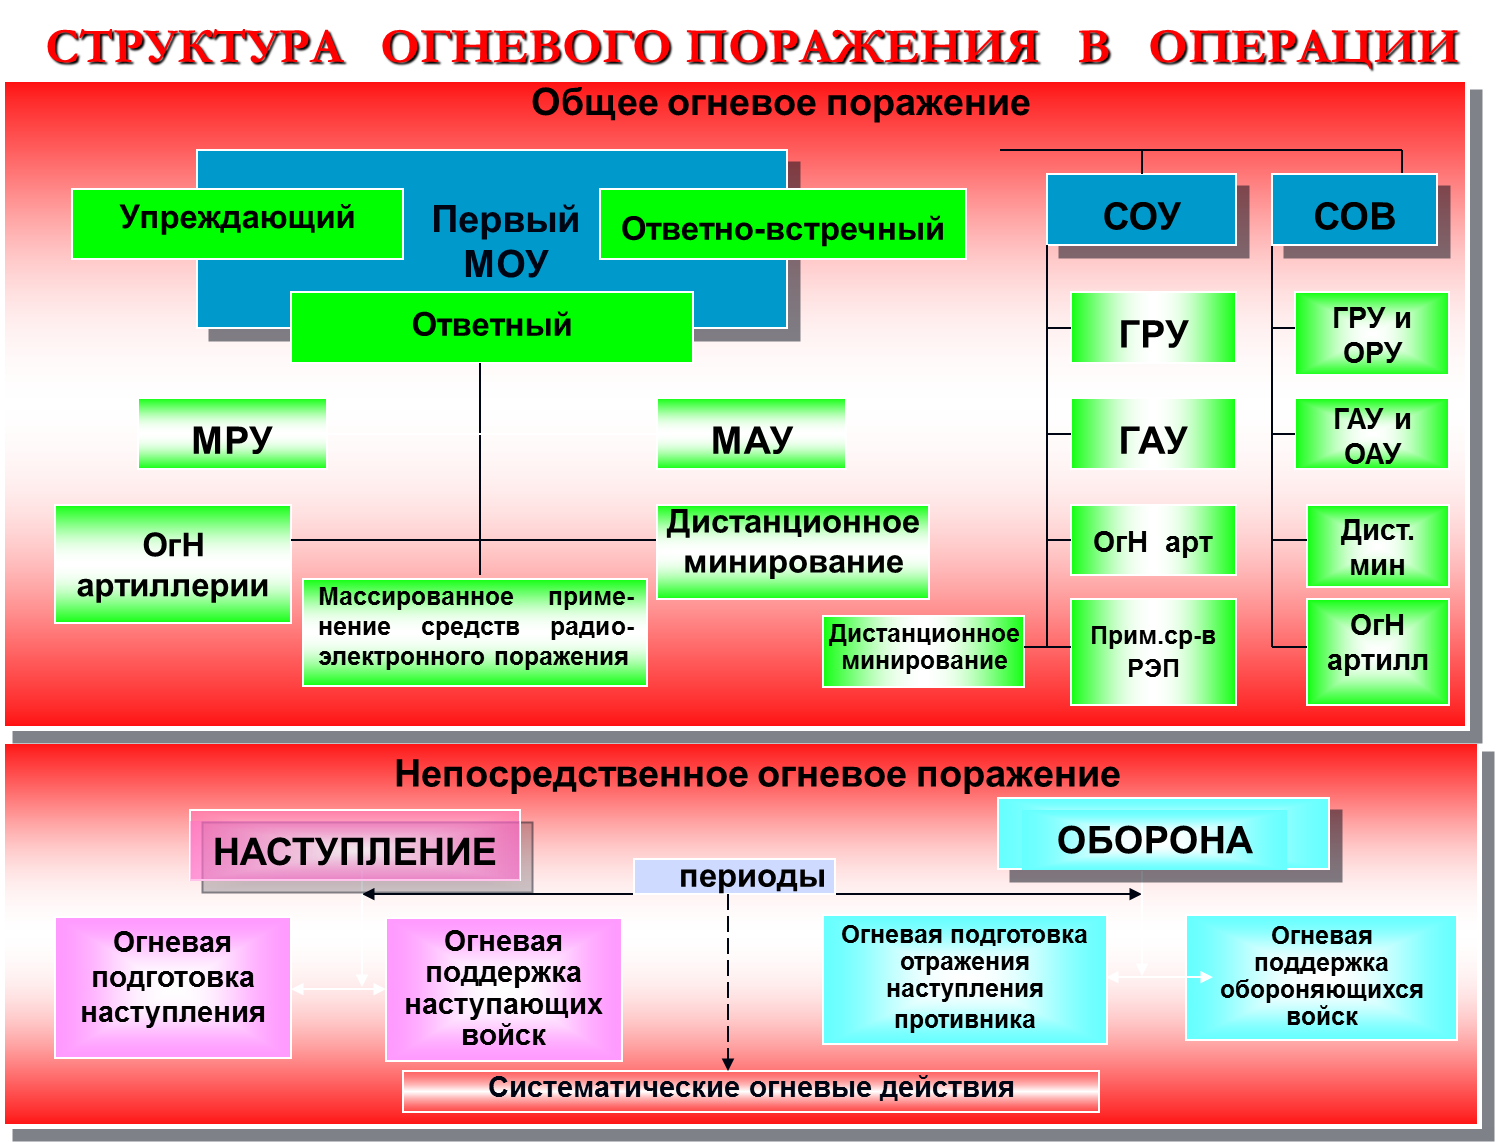 СТРУКТУРА ОГНЕВОГО ПОРАЖЕНИЯ В ОПЕРАЦИИ
Общее огневое поражение
Упреждающий
Первый
МОУ
Ответно-встречный
Ответный
МРУ
МАУ
ОгН
артиллерии
Дистанционное
минирование
Массированное приме-
нение средств радио-
электронного поражения
СОУ
ГРУ
ГАУ
ОгН арт
Дистанционное
минирование
Прим.ср-в
РЭП
СОВ
ГРУ и
ОРУ
ГАУ и
ОАУ
Дист.
мин
ОгН
артилл
Непосредственное огневое поражение
НАСТУПЛЕНИЕ
периоды
ОБОРОНА
Огневая
подготовка
наступления
Огневая
поддержка
наступающих
войск
Огневая подготовка
отражения
наступления
противника
Огневая
поддержка
обороняющихся
войск
Систематические огневые действия